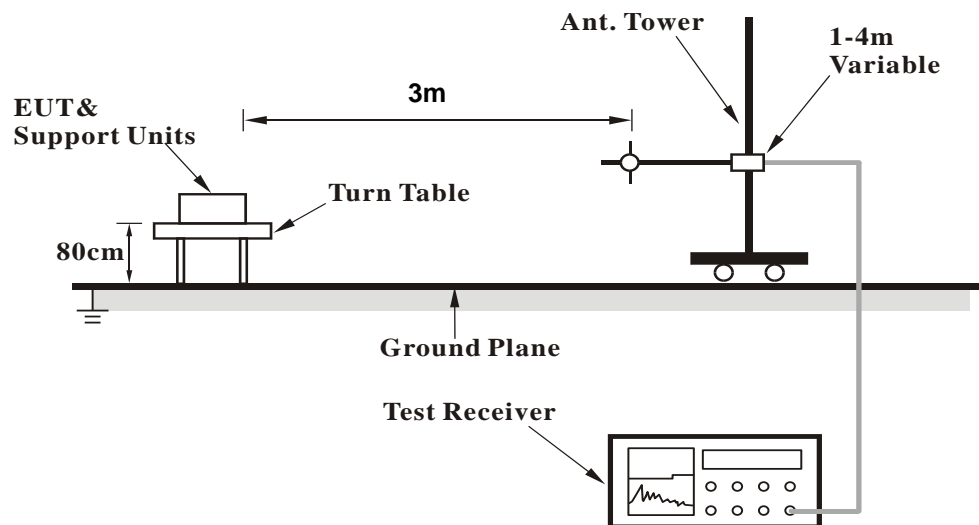 Ant. Tower
1-4m
Variable
3m
EUT&
Support Units
Turn Table
80cm
Ground Plane
Test Receiver